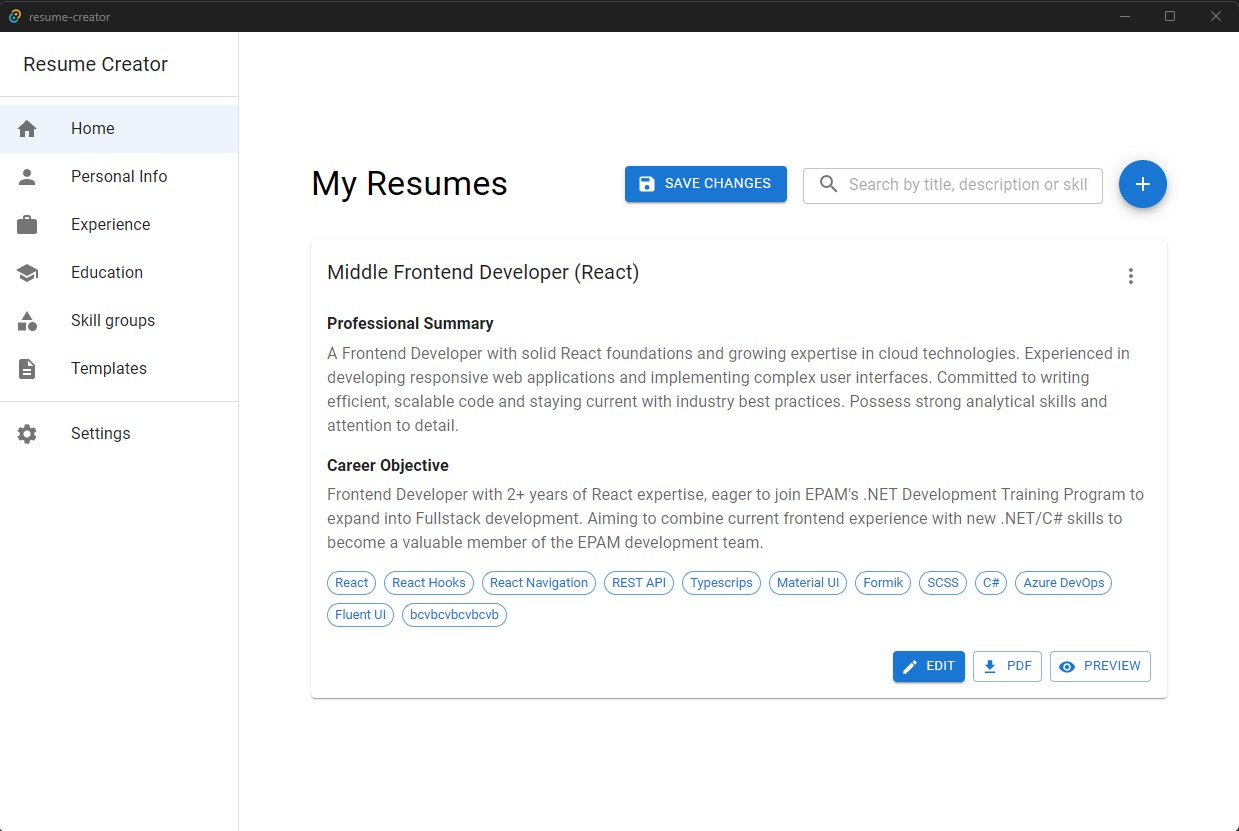 resume-creator
Resume Creator
Home
Personal Info
Experience
Education
Skill groups
Templates
Settings
My Resumes
SAVE CHANGES
Search by title, description or skil
Middle Frontend Developer (React)
Professional Summary
A Frontend Developer with solid React foundations and growing expertise in cloud technologies. Experienced in
developing responsive web applications and implementing complex user interfaces. Committed to writing
efficient, scalable code and staying current with industry best practices. Possess strong analytical skills and
attention to detail.
Career Objective
Frontend Developer with 2+ years of React expertise, eager to join EPAM's .NET Development Training Program to
expand into Fullstack development. Aiming to combine current frontend experience with new .NET/C# skills to
become a valuable member of the EPAM development team.
React React Hooks React Navigation REST API Typescrips Material UI Formik SCSS C# Azure DevOps
Fluent UI bcvbcvbcvbcvb
EDIT PDF PREVIEW